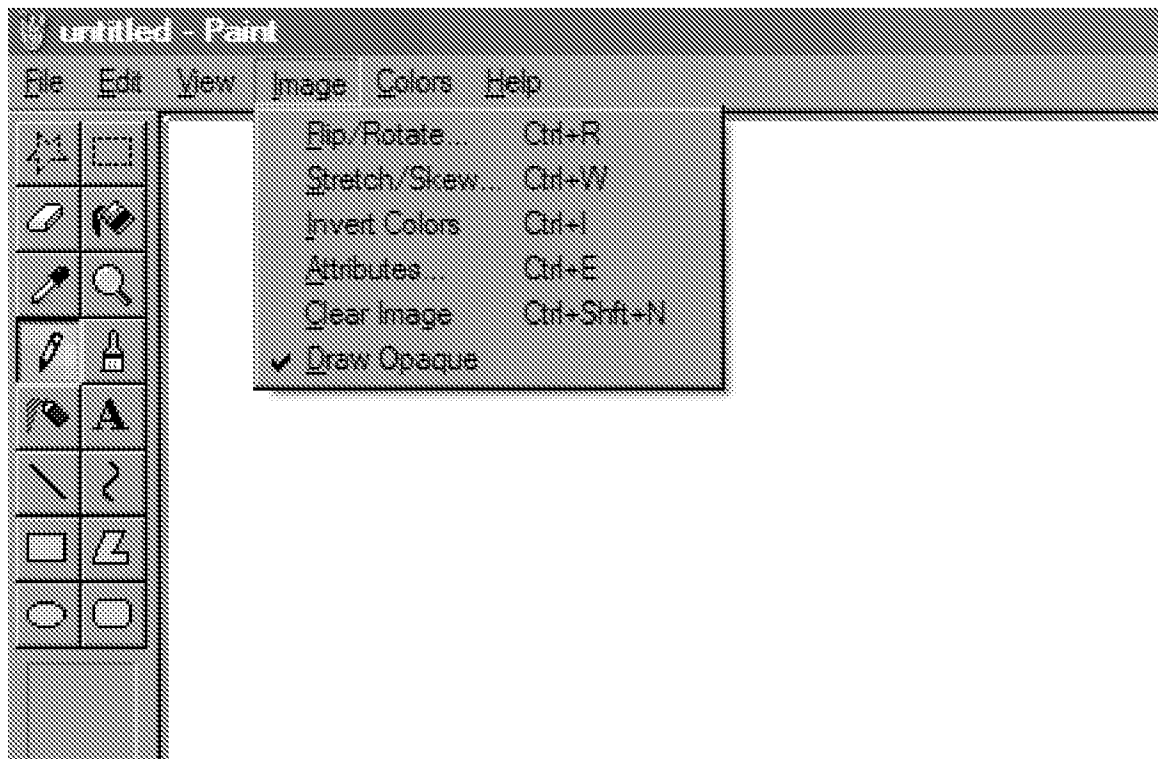 untitled - Paint
File Edit View Image Colors Help
Flip/Rotate... Ctrl+R
Stretch/Skew... Ctrl+W
Invert Colors Ctrl+I
Attributes... Ctrl+E
Clear Image Ctrl+Shft+N
Draw Opaque
A